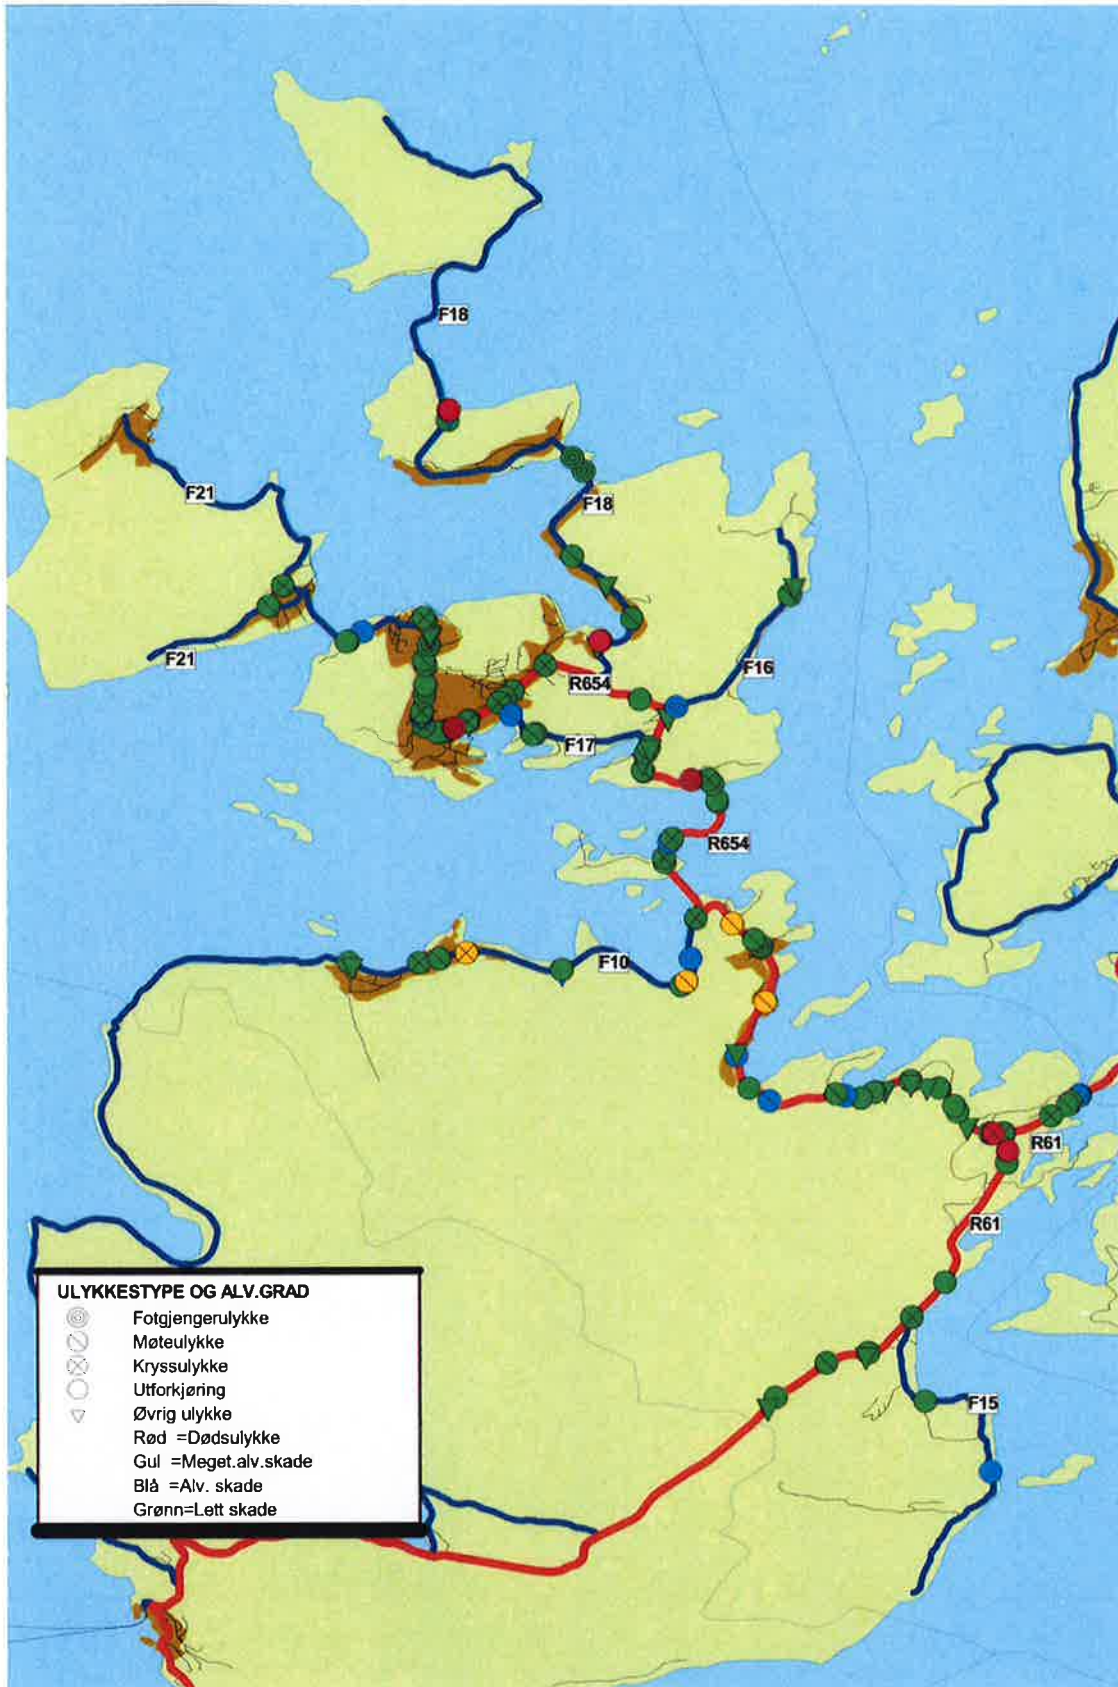 F18
F21
F18
F21
R654
F16
F17
R654
F10
R61
R61
ULYKKESTYPE OG ALV.GRAD
Fotgjengerulykke
Møteulykke
Kryssulykke
Utforkjøring
Øvrig ulykke
Rød =Dødsulykke
Gul =Meget.alv.skade
Blå =Alv. skade
Grønn=Lett skade
F15